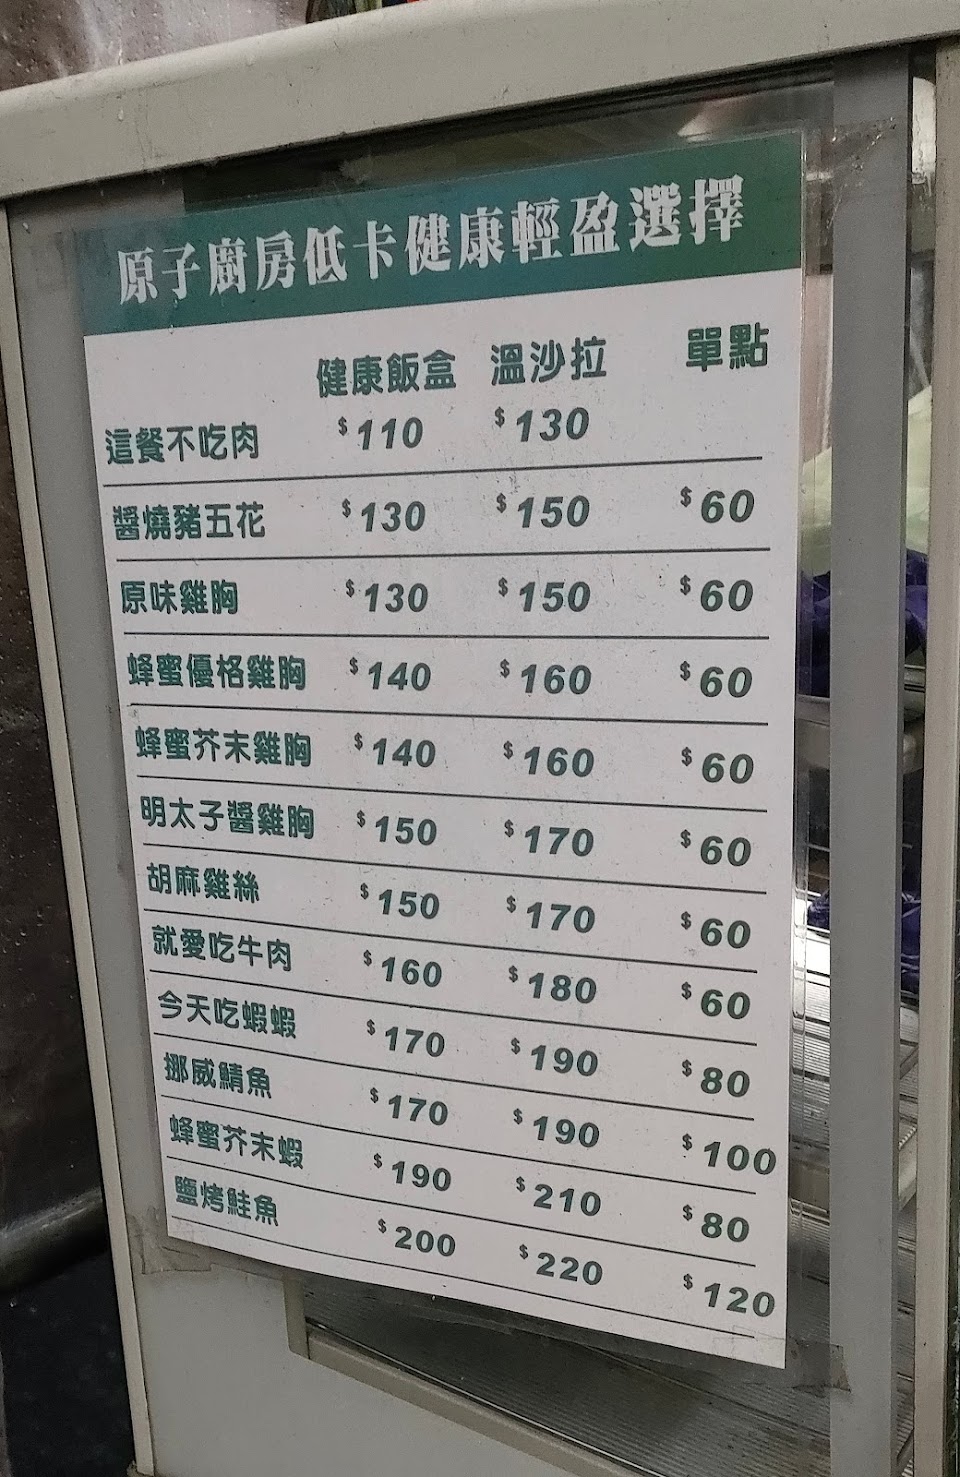 原子廚房低卡健康輕盈選擇
健康飯盒 溫沙拉 單點
這餐不吃肉 $110 $130
醬燒豬五花 $130 $150 $60
原味雞胸 $130 $150 $60
蜂蜜優格雞胸 $140 $160 $60
蜂蜜芥末雞胸 $140 $160 $60
明太子醬雞胸 $150 $170 $60
胡麻雞絲 $150 $170 $60
就愛吃牛肉 $160 $180 $60
今天吃蝦蝦 $170 $190 $80
挪威鯖魚 $170 $190 $100
蜂蜜芥末蝦 $190 $210 $80
鹽烤鮭魚 $200 $220 $120